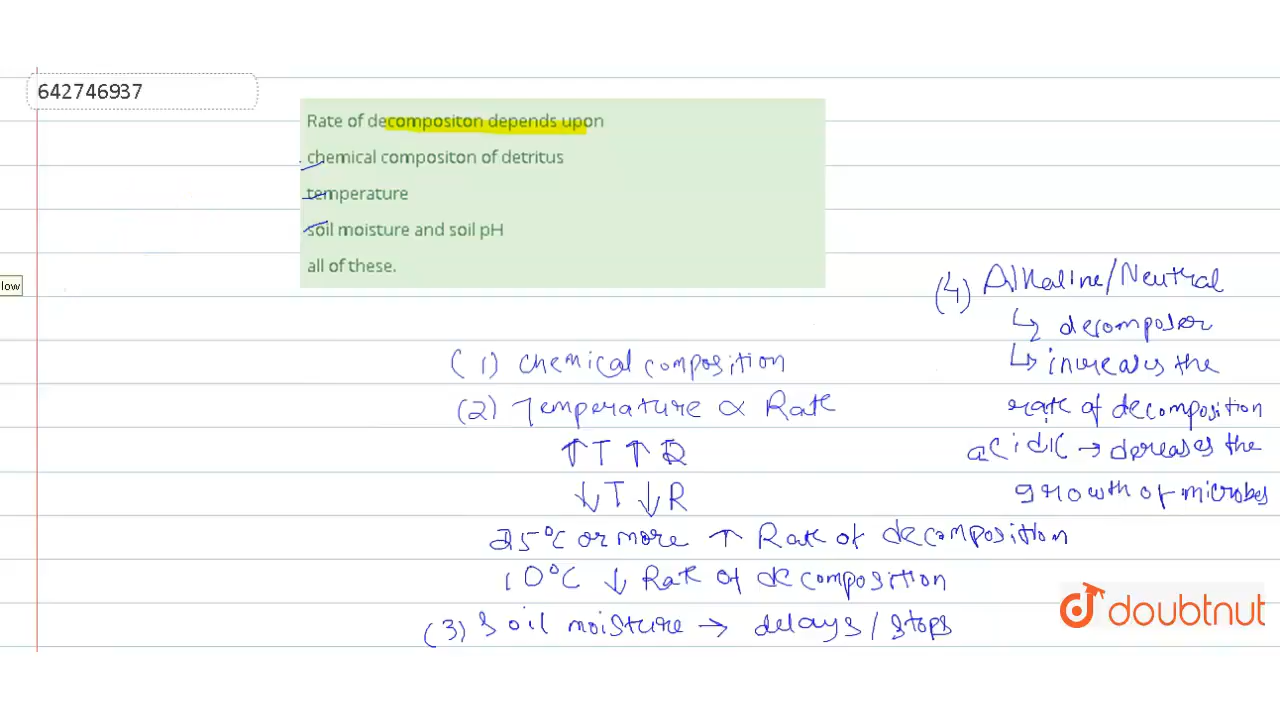 642746937
Rate of decompositon depends upon
chemical compositon of detritus
temperature
soil moisture and soil pH
all of these.
low
(4) Alkaline/Neutral
↳ decomposer
↳ increases the
rate of decomposition
acidic → dcreases the
growth of microbes
(1) chemical composition
(2) Temperature ∝ Rate
↑ T ↑ R
↓ T ↓ R
25°C or more ↑ Rate of decomposition
10°C ↓ Rate of decomposition
(3) soil moisture → delays / stops
doubtnut